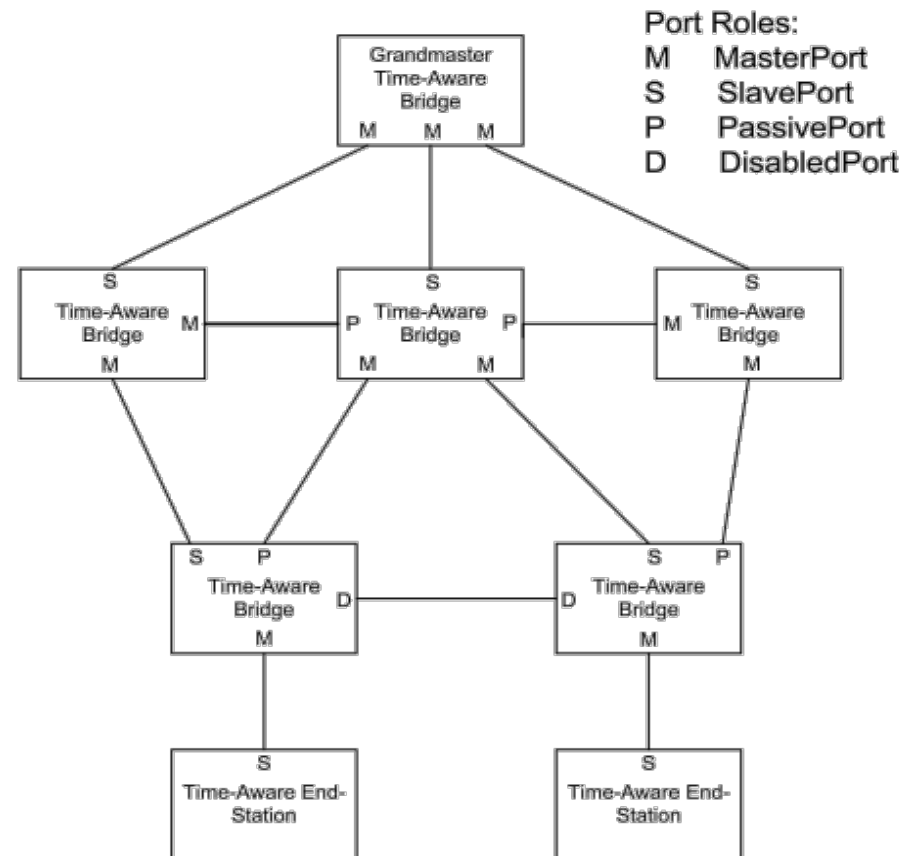 Port Roles:
M MasterPort
S SlavePort
P PassivePort
D DisabledPort
Grandmaster
Time-Aware
Bridge
M M M
S
Time-Aware
Bridge
M
M
S
Time-Aware
Bridge
P
P
M
M
S
Time-Aware
Bridge
M
M
S
P
Time-Aware
Bridge
D
M
S
P
Time-Aware
Bridge
D
M
S
Time-Aware End-
Station
S
Time-Aware End-
Station